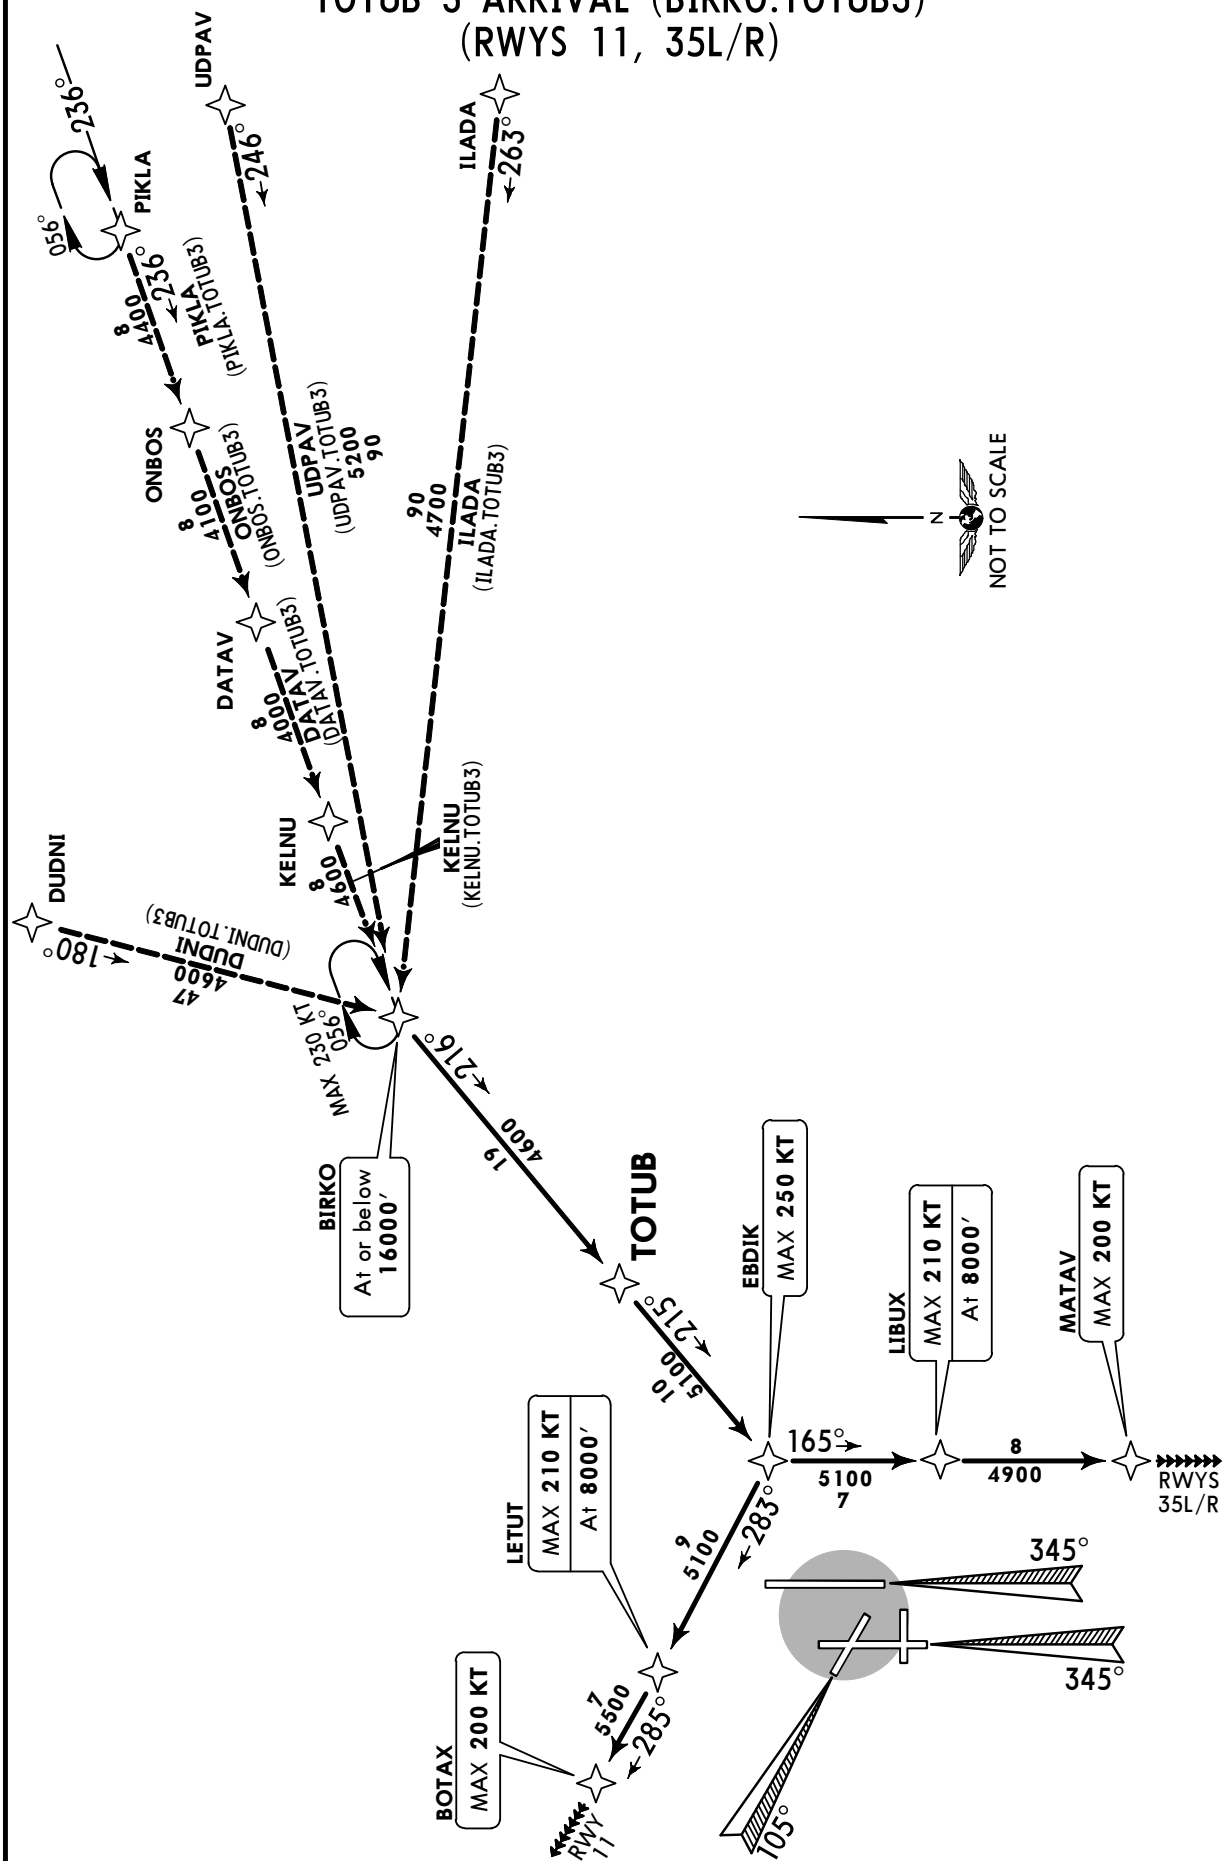 TOTUB 3 ARRIVAL (BIRKO.TOTUB3)
(RWYS 11, 35L/R)
UDPAV
246°
236°
056°
PIKLA
ILADA
263°
236°
8
4400
PIKLA
(PIKLA.TOTUB3)
ONBOS
8
4100
ONBOS
(ONBOS.TOTUB3)
UDPAV
(UDPAV.TOTUB3)
5200
90
90
4700
ILADA
(ILADA.TOTUB3)
N
NOT TO SCALE
DATAV
8
4000
DATAV
(DATAV.TOTUB3)
KELNU
8
4600
KELNU
(KELNU.TOTUB3)
DUDNI
180°
47
4600
DUDNI
(DUDNI.TOTUB3)
MAX 230 KT
056°
BIRKO
At or below
16000'
216°
19
4600
TOTUB
215°
10
5100
EBDIK
MAX 250 KT
LIBUX
MAX 210 KT
At 8000'
MATAV
MAX 200 KT
165°
5100
7
8
4900
RWYS
35L/R
LETUT
MAX 210 KT
At 8000'
283°
9
5100
BOTAX
MAX 200 KT
7
5500
285°
RWY
11
345°
345°
105°